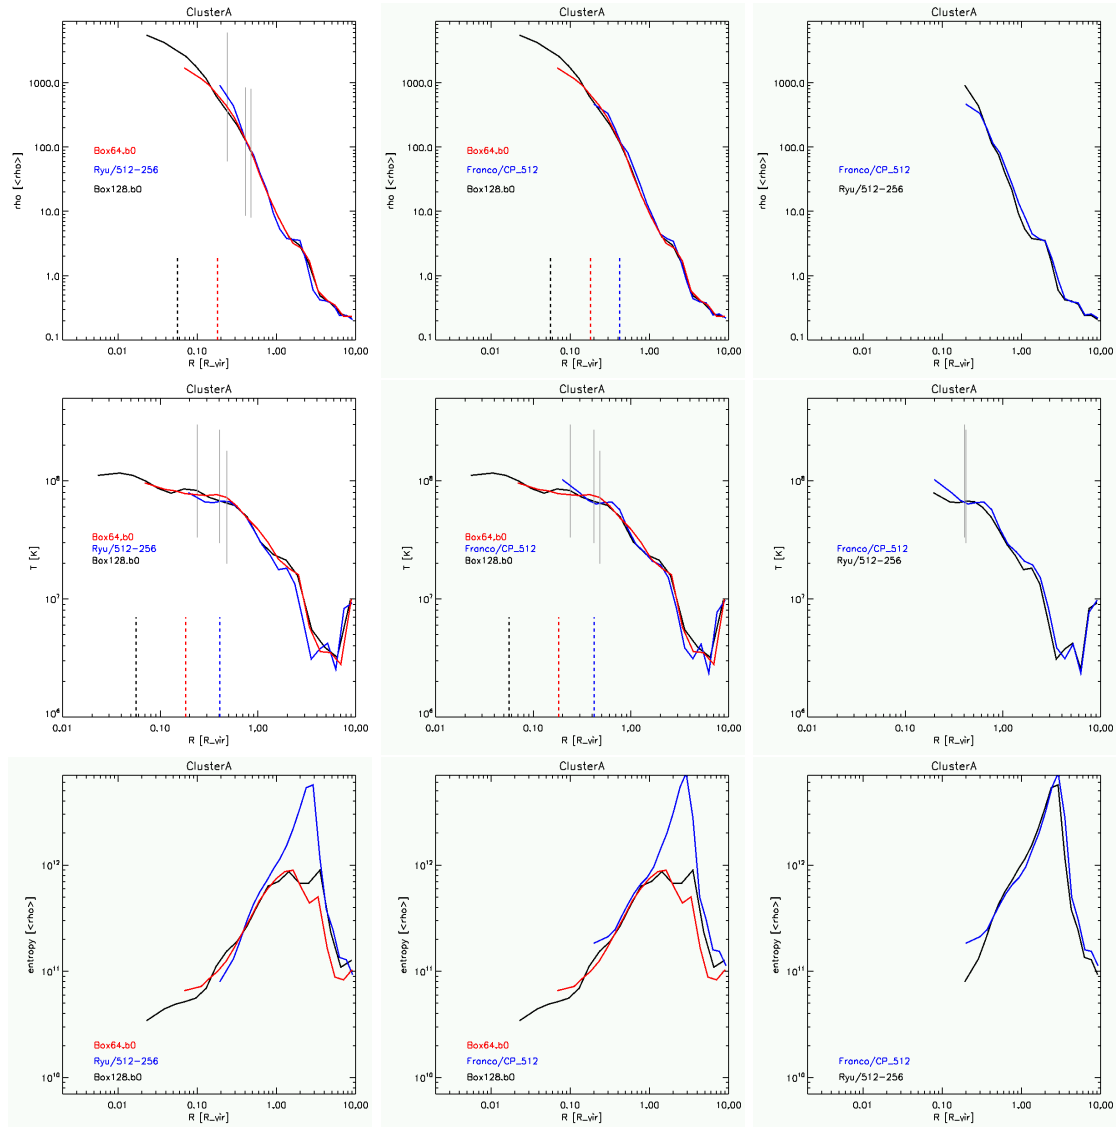 ClusterA
ClusterA
ClusterA
rho [<rho>]
1000.0
100.0
10.0
1.0
0.1
Box64.b0
Ryu/512-256
Box128.b0
0.01 0.10 1.00 10.00
R [R_vir]
rho [<rho>]
1000.0
100.0
10.0
1.0
0.1
Box64.b0
Franco/CP_512
Box128.b0
0.01 0.10 1.00 10.00
R [R_vir]
rho [<rho>]
1000.0
100.0
10.0
1.0
0.1
Franco/CP_512
Ryu/512-256
0.01 0.10 1.00 10.00
R [R_vir]
ClusterA
ClusterA
ClusterA
T [K]
10⁸
10⁷
10⁶
Box64.b0
Ryu/512-256
Box128.b0
0.01 0.10 1.00 10.00
R [R_vir]
T [K]
10⁸
10⁷
10⁶
Box64.b0
Franco/CP_512
Box128.b0
0.01 0.10 1.00 10.00
R [R_vir]
T [K]
10⁸
10⁷
10⁶
Franco/CP_512
Ryu/512-256
0.01 0.10 1.00 10.00
R [R_vir]
ClusterA
ClusterA
ClusterA
entropy [<rho>]
10¹²
10¹¹
10¹⁰
Box64.b0
Ryu/512-256
Box128.b0
0.01 0.10 1.00 10.00
R [R_vir]
entropy [<rho>]
10¹²
10¹¹
10¹⁰
Box64.b0
Franco/CP_512
Box128.b0
0.01 0.10 1.00 10.00
R [R_vir]
entropy [<rho>]
10¹²
10¹¹
10¹⁰
Franco/CP_512
Ryu/512-256
0.01 0.10 1.00 10.00
R [R_vir]